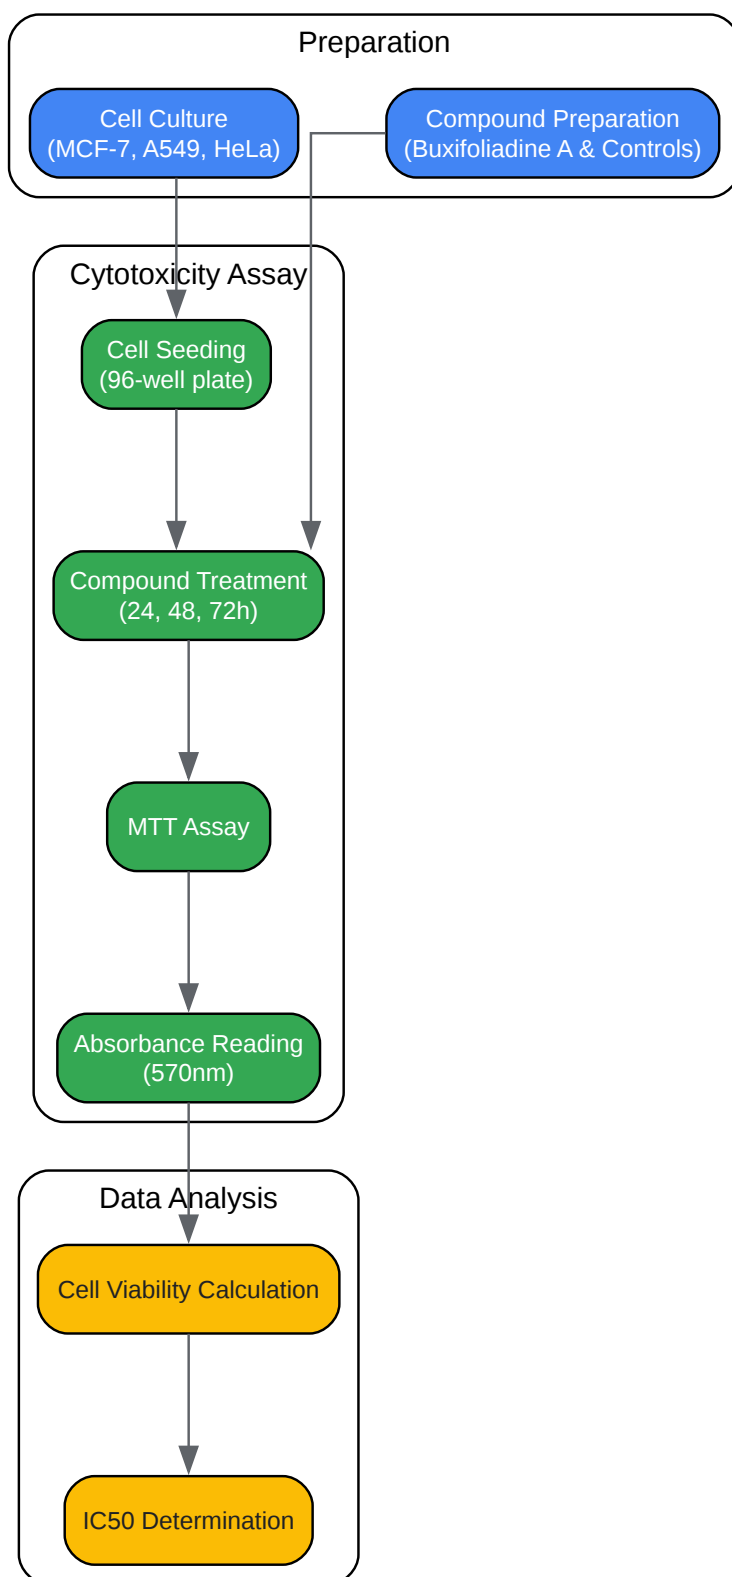 Preparation
Cell Culture
(MCF-7, A549, HeLa)
Compound Preparation
(Buxifoliadine A & Controls)
Cytotoxicity Assay
Cell Seeding
(96-well plate)
Compound Treatment
(24, 48, 72h)
MTT Assay
Absorbance Reading
(570nm)
Data Analysis
Cell Viability Calculation
IC50 Determination